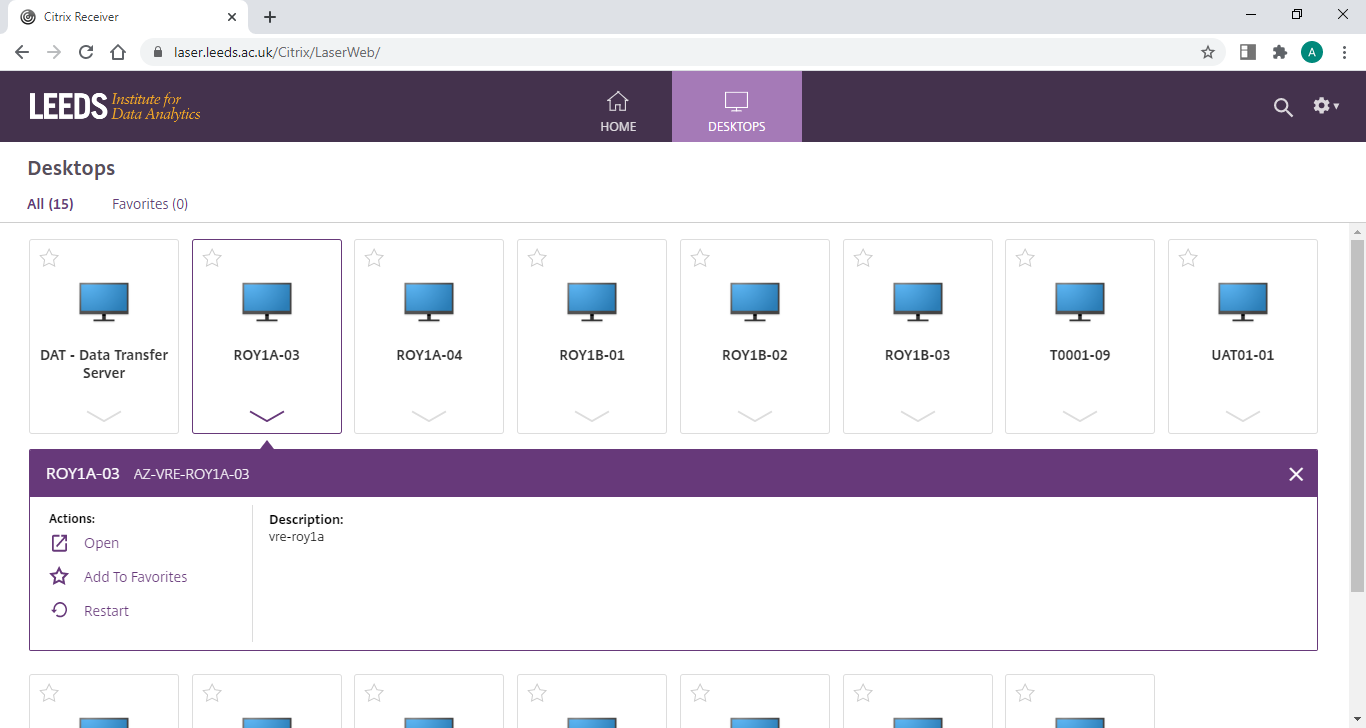 Citrix Receiver
laser.leeds.ac.uk/Citrix/LaserWeb/
A
LEEDS Institute for
Data Analytics
HOME
DESKTOPS
Desktops
All (15)
Favorites (0)
DAT - Data Transfer
Server
ROY1A-03
ROY1A-04
ROY1B-01
ROY1B-02
ROY1B-03
T0001-09
UAT01-01
ROY1A-03 AZ-VRE-ROY1A-03
Actions:
Open
Add To Favorites
Restart
Description:
vre-roy1a